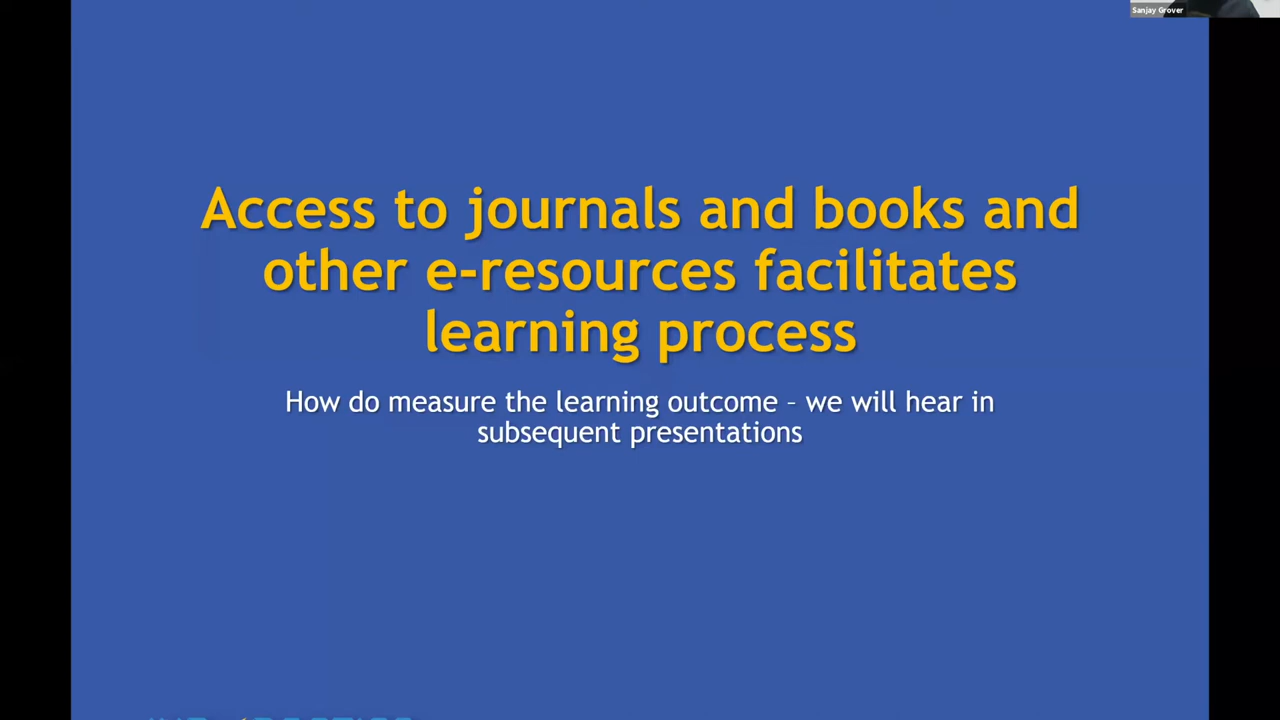 Sanjay Grover
Access to journals and books and
other e-resources facilitates
learning process
How do measure the learning outcome – we will hear in
subsequent presentations